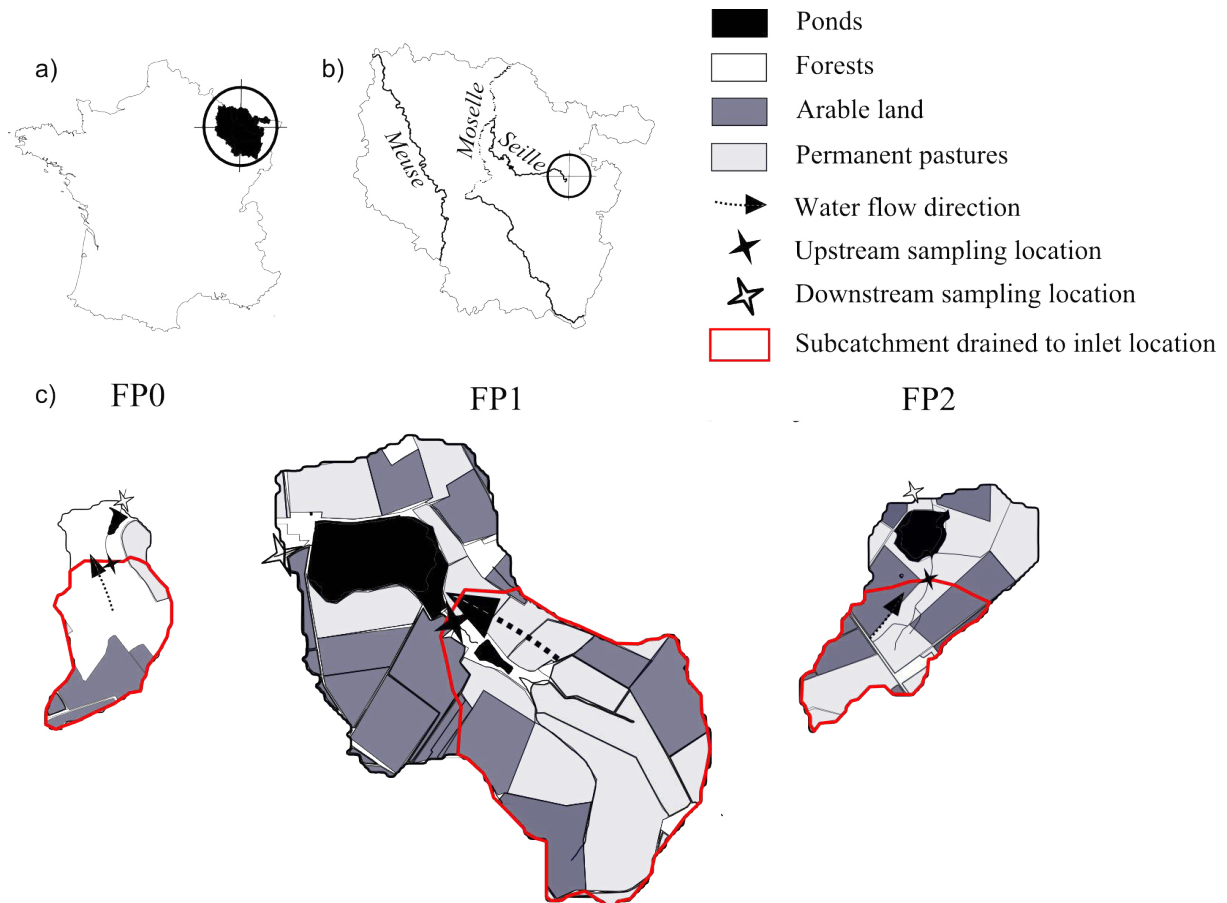 a)
b)
Meuse
Moselle
Seille
Ponds
Forests
Arable land
Permanent pastures
Water flow direction
Upstream sampling location
Downstream sampling location
Subcatchment drained to inlet location
c)
FP0
FP1
FP2